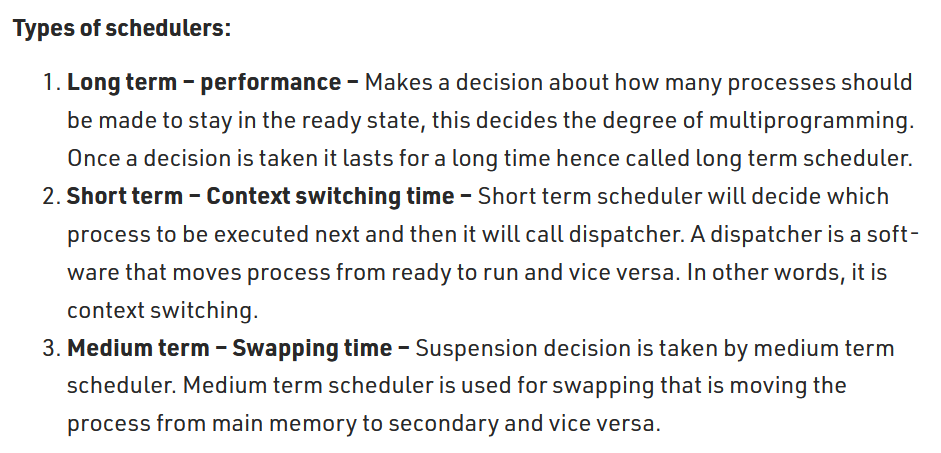 Types of schedulers:
1. Long term – performance – Makes a decision about how many processes should
be made to stay in the ready state, this decides the degree of multiprogramming.
Once a decision is taken it lasts for a long time hence called long term scheduler.
2. Short term – Context switching time – Short term scheduler will decide which
process to be executed next and then it will call dispatcher. A dispatcher is a soft-
ware that moves process from ready to run and vice versa. In other words, it is
context switching.
3. Medium term – Swapping time – Suspension decision is taken by medium term
scheduler. Medium term scheduler is used for swapping that is moving the
process from main memory to secondary and vice versa.